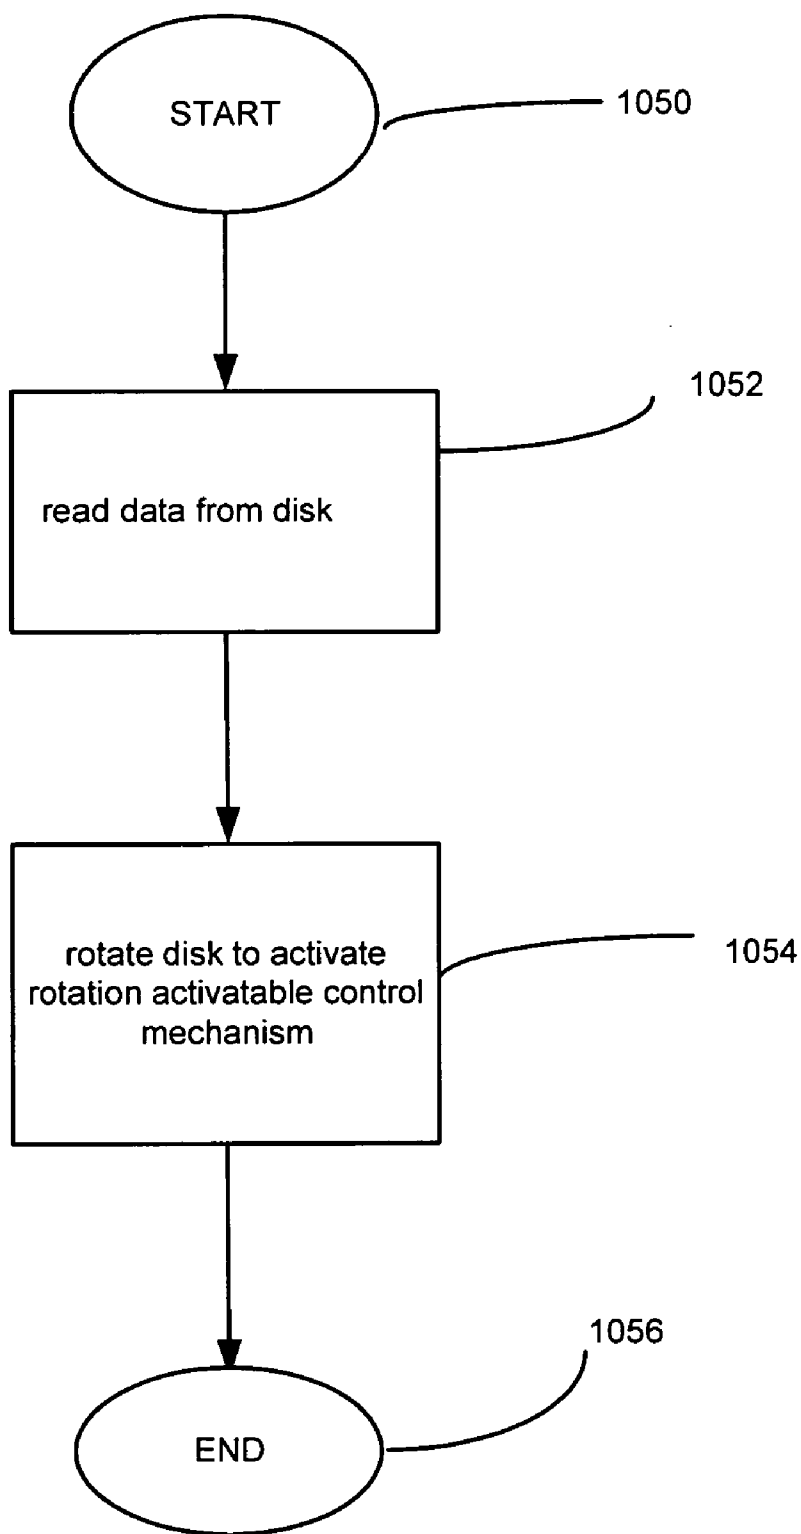 START
1050
1052
read data from disk
rotate disk to activate
rotation activatable control
mechanism
1054
1056
END